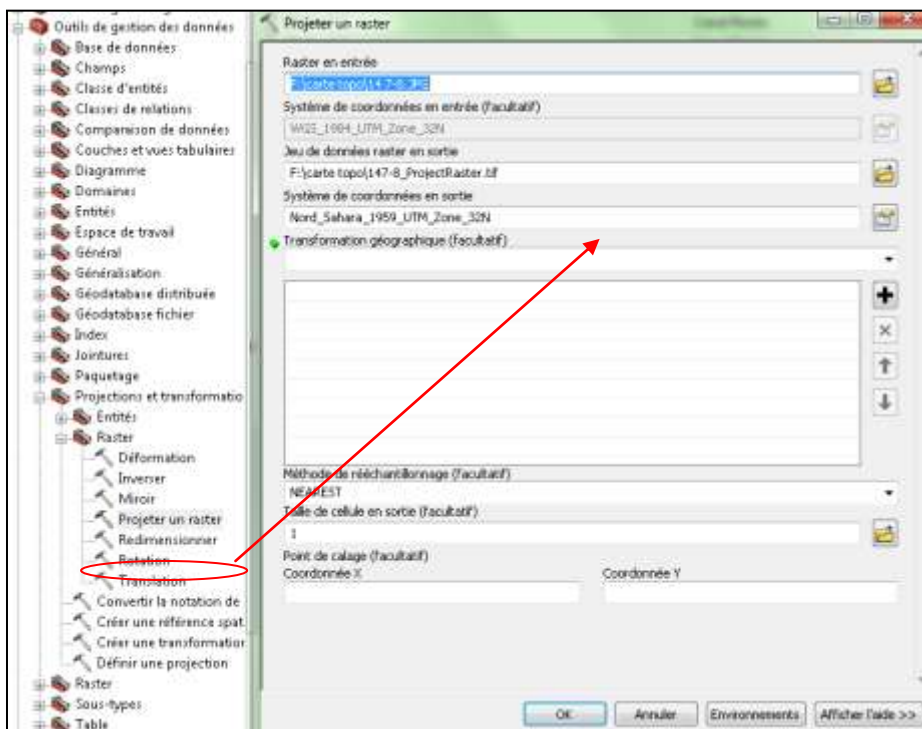 Outils de gestion des données
Base de données
Champs
Classe d'entités
Classes de relations
Comparaison de données
Couches et vues tabulaires
Diagramme
Domaines
Entités
Espace de travail
Général
Généralisation
Géodatabase distribuée
Géodatabase fichier
Index
Jointures
Paquetage
Projections et transformatio
Entités
Raster
Déformation
Inverser
Miroir
Projeter un raster
Redimensionner
Rotation
Translation
Convertir la notation de
Créer une référence spat
Créer une transformation
Définir une projection
Raster
Sous-types
Table
Projeter un raster
Raster en entrée
F:\carte topo\147-8.JPG
Système de coordonnées en entrée (facultatif)
WGS_1984_UTM_Zone_32N
Jeu de données raster en sortie
F:\carte topo\147-8_ProjectRaster.tif
Système de coordonnées en sortie
Nord_Sahara_1959_UTM_Zone_32N
Transformation géographique (facultatif)
Méthode de rééchantillonnage (facultatif)
NEAREST
Taille de cellule en sortie (facultatif)
1
Point de calage (facultatif)
Coordonnée X
Coordonnée Y
OK
Annuler
Environnements
Afficher l'aide >>